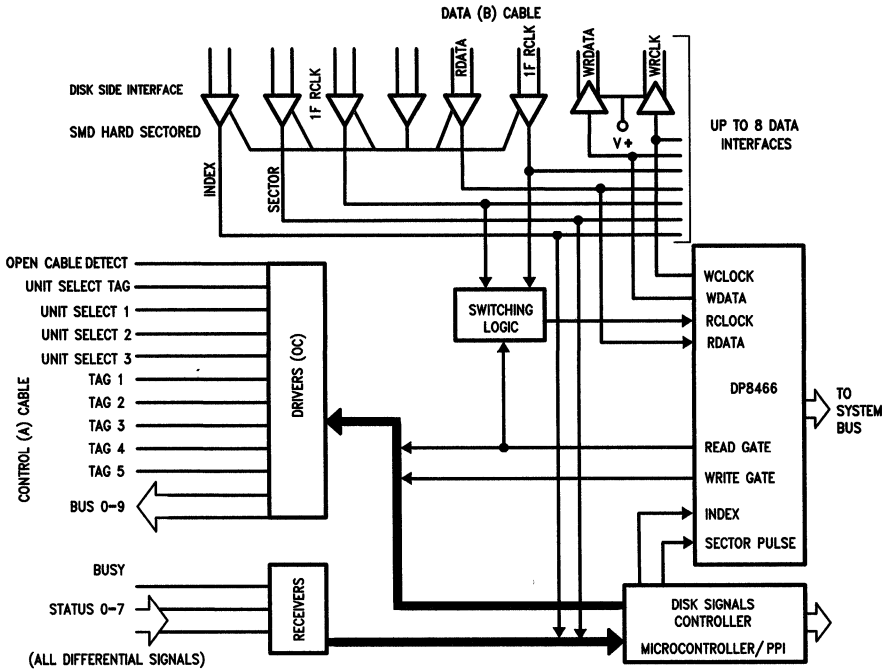 DATA (B) CABLE
DISK SIDE INTERFACE
SMD HARD SECTORED
1F RCLK
RDATA
1F RCLK
WRDATA
WRCLK
V+
UP TO 8 DATA
INTERFACES
INDEX
SECTOR
OPEN CABLE DETECT
UNIT SELECT TAG
UNIT SELECT 1
UNIT SELECT 2
UNIT SELECT 3
TAG 1
TAG 2
TAG 3
TAG 4
TAG 5
BUS 0-9
CONTROL (A) CABLE
DRIVERS (OC)
SWITCHING
LOGIC
WCLOCK
WDATA
RCLOCK
RDATA
DP8466
READ GATE
WRITE GATE
INDEX
SECTOR PULSE
TO
SYSTEM
BUS
BUSY
STATUS 0-7
RECEIVERS
(ALL DIFFERENTIAL SIGNALS)
DISK SIGNALS
CONTROLLER
MICROCONTROLLER/PPI